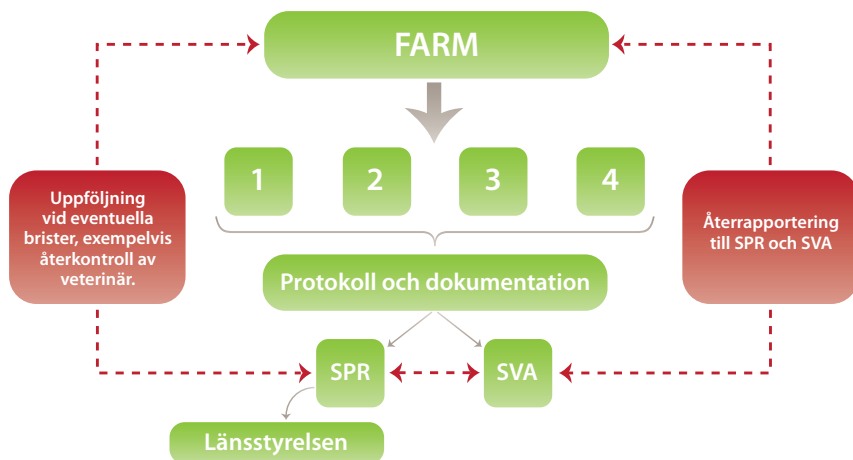 FARM
1 2 3 4
Uppföljning
vid eventuella
brister, exempelvis
återkontroll av
veterinär.
Återrapportering
till SPR och SVA
Protokoll och dokumentation
SPR SVA
Länsstyrelsen